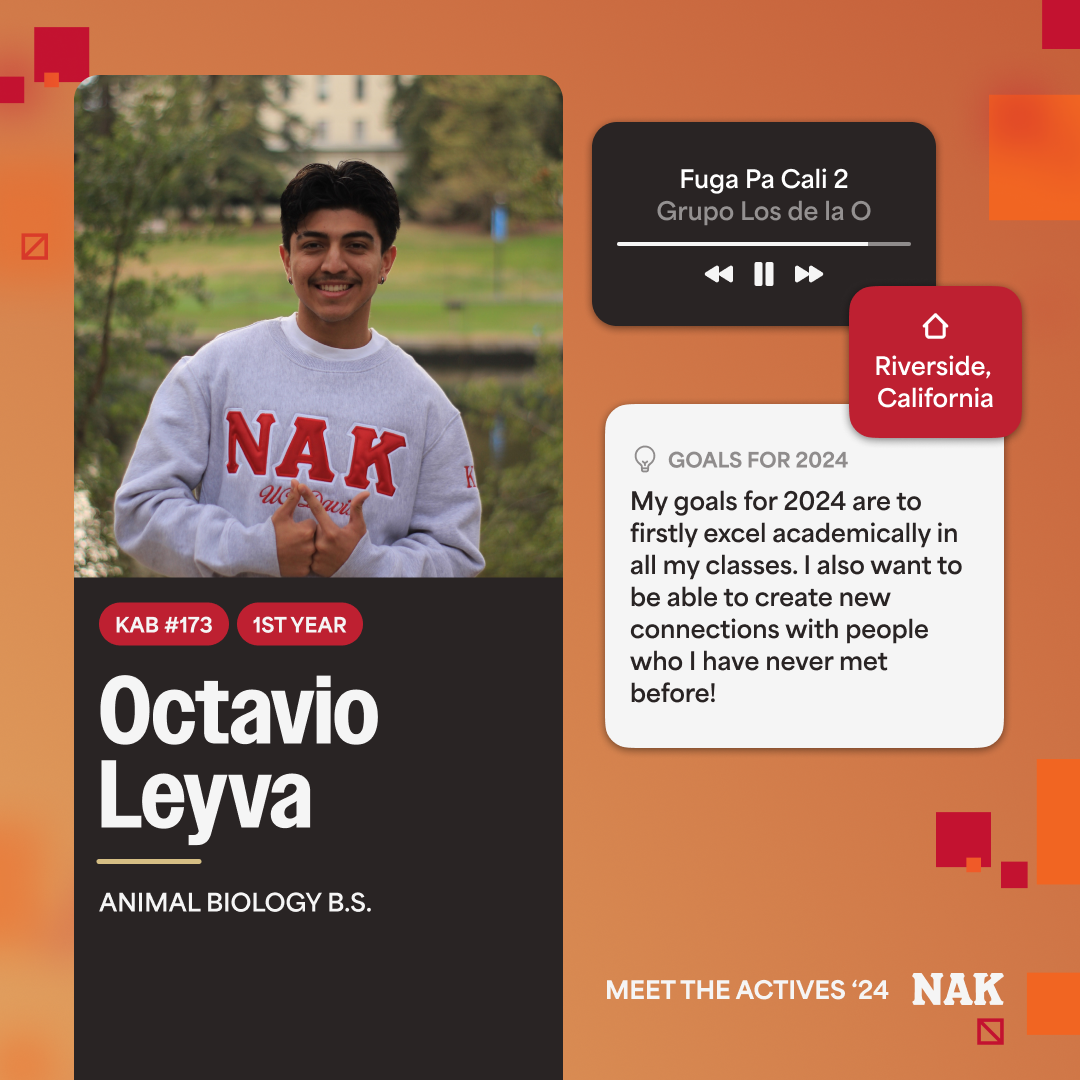 NAK
UC Davis
K
KAB #173
1ST YEAR
Octavio
Leyva
ANIMAL BIOLOGY B.S.
Fuga Pa Cali 2
Grupo Los de la O
Riverside,
California
GOALS FOR 2024
My goals for 2024 are to
firstly excel academically in
all my classes. I also want to
be able to create new
connections with people
who I have never met
before!
MEET THE ACTIVES ‘24
NAK